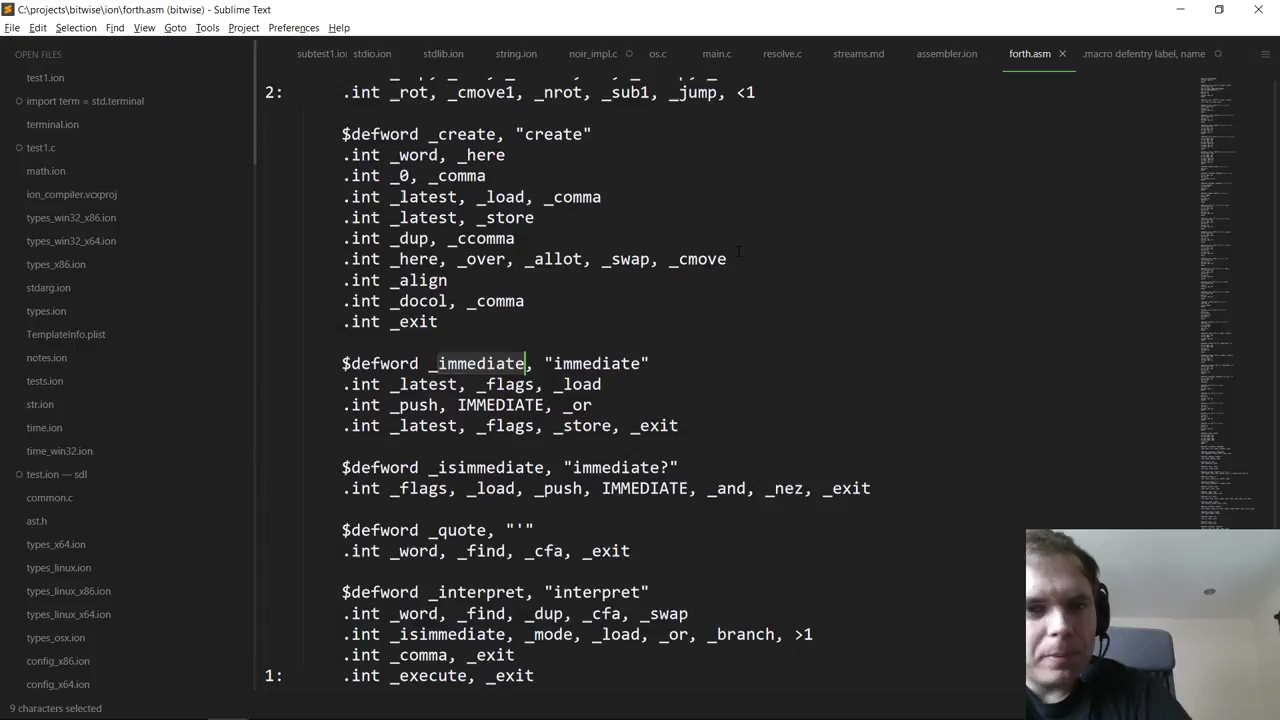 C:\projects\bitwise\ion\forth.asm (bitwise) - Sublime Text
File Edit Selection Find View Goto Tools Project Preferences Help
OPEN FILES
test1.ion
import term = std.terminal
terminal.ion
test1.c
math.ion
ion_compiler.vcxproj
types_win32_x86.ion
types_win32_x64.ion
types_x86.ion
stdarg.ion
types.ion
TemplateInfo.plist
notes.ion
tests.ion
str.ion
time.ion
time_win32.ion
test.ion — sdl
common.c
ast.h
types_x64.ion
types_linux.ion
types_linux_x86.ion
types_linux_x64.ion
types_osx.ion
config_x86.ion
config_x64.ion
subtest1.io stdio.ion stdlib.ion string.ion noir_impl.c os.c main.c resolve.c streams.md assembler.ion forth.asm .macro defentry label, name
2: .int _rot, _cmove1, _nrot, _sub1, _jump, <1
$defword _create, "create"
.int _word, _here
.int _0, _comma
.int _latest, _load, _comma
.int _latest, _store
.int _dup, _ccomma
.int _here, _over, _allot, _swap, _cmove
.int _align
.int _docol, _comma
.int _exit
$defword _immediate, "immediate"
.int _latest, _flags, _load
.int _push, IMMEDIATE, _or
.int _latest, _flags, _store, _exit
$defword _isimmediate, "immediate?"
.int _flags, _load, _push, IMMEDIATE, _and, _nez, _exit
$defword _quote, "'"
.int _word, _find, _cfa, _exit
$defword _interpret, "interpret"
.int _word, _find, _dup, _cfa, _swap
.int _isimmediate, _mode, _load, _or, _branch, >1
.int _comma, _exit
1: .int _execute, _exit
9 characters selected